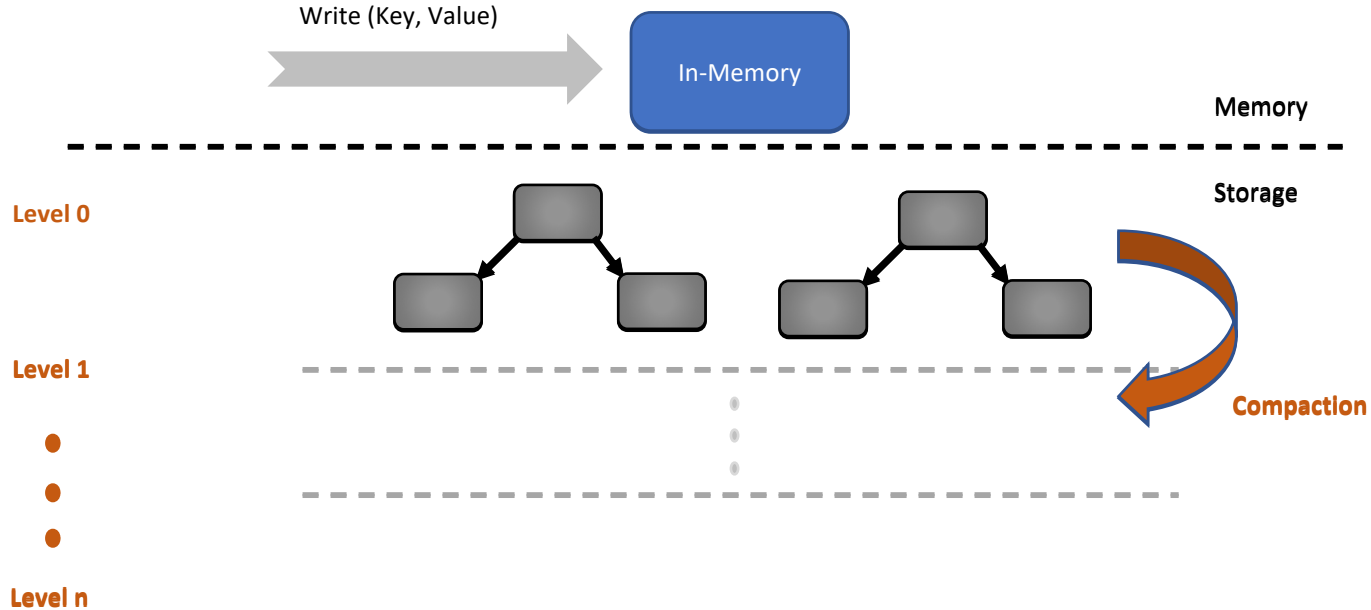 Write (Key, Value)
In-Memory
Memory
Storage
Level 0
Level 1
Compaction
Level n